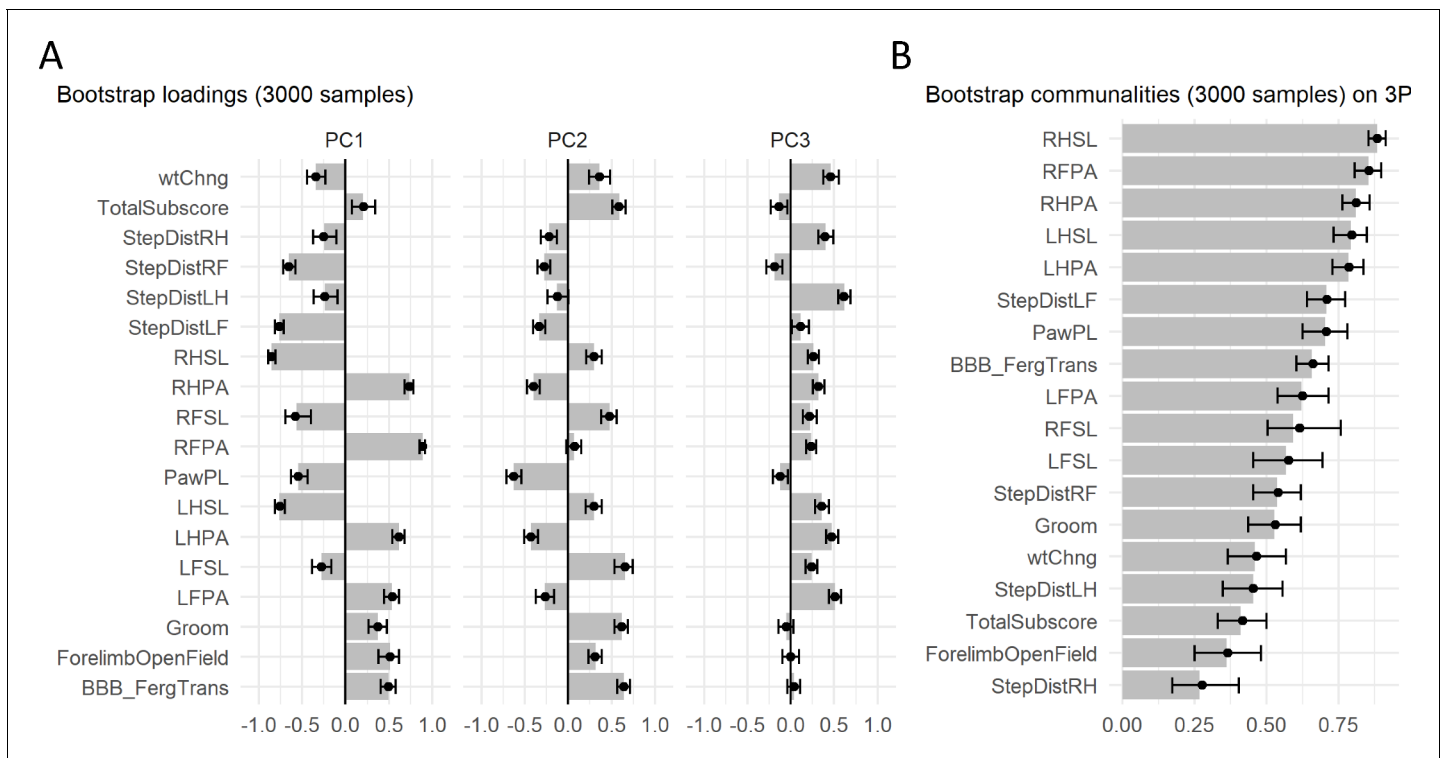 A
Bootstrap loadings (3000 samples)
PC1 PC2 PC3
wtChng
TotalSubscore
StepDistRH
StepDistRF
StepDistLH
StepDistLF
RHSL
RHPA
RFSL
RFPA
PawPL
LHSL
LHPA
LFSL
LFPA
Groom
ForelimbOpenField
BBB_FergTrans
-1.0 -0.5 0.0 0.5 1.0 -1.0 -0.5 0.0 0.5 1.0 -1.0 -0.5 0.0 0.5 1.0
B
Bootstrap communalities (3000 samples) on 3P
RHSL
RFPA
RHPA
LHSL
LHPA
StepDistLF
PawPL
BBB_FergTrans
LFPA
RFSL
LFSL
StepDistRF
Groom
wtChng
StepDistLH
TotalSubscore
ForelimbOpenField
StepDistRH
0.00 0.25 0.50 0.75